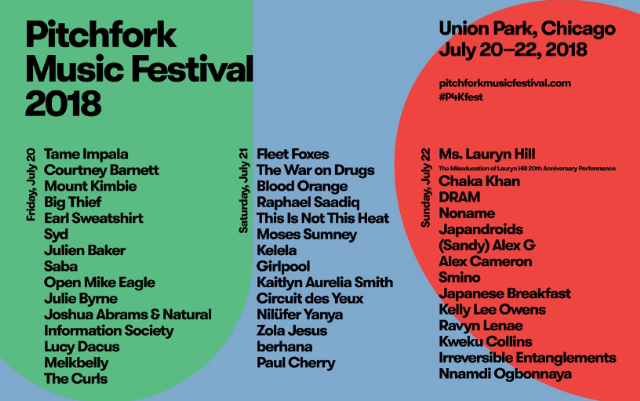 Pitchfork
Music Festival
2018
Union Park, Chicago
July 20–22, 2018
pitchforkmusicfestival.com
#P4Kfest
Friday, July 20
Tame Impala
Courtney Barnett
Mount Kimbie
Big Thief
Earl Sweatshirt
Syd
Julien Baker
Saba
Open Mike Eagle
Julie Byrne
Joshua Abrams & Natural
Information Society
Lucy Dacus
Melkbelly
The Curls
Saturday, July 21
Fleet Foxes
The War on Drugs
Blood Orange
Raphael Saadiq
This Is Not This Heat
Moses Sumney
Kelela
Girlpool
Kaitlyn Aurelia Smith
Circuit des Yeux
Nilüfer Yanya
Zola Jesus
berhana
Paul Cherry
Sunday, July 22
Ms. Lauryn Hill
The Miseducation of Lauryn Hill 20th Anniversary Performance
Chaka Khan
DRAM
Noname
Japandroids
(Sandy) Alex G
Alex Cameron
Smino
Japanese Breakfast
Kelly Lee Owens
Ravyn Lenae
Kweku Collins
Irreversible Entanglements
Nnamdi Ogbonnaya